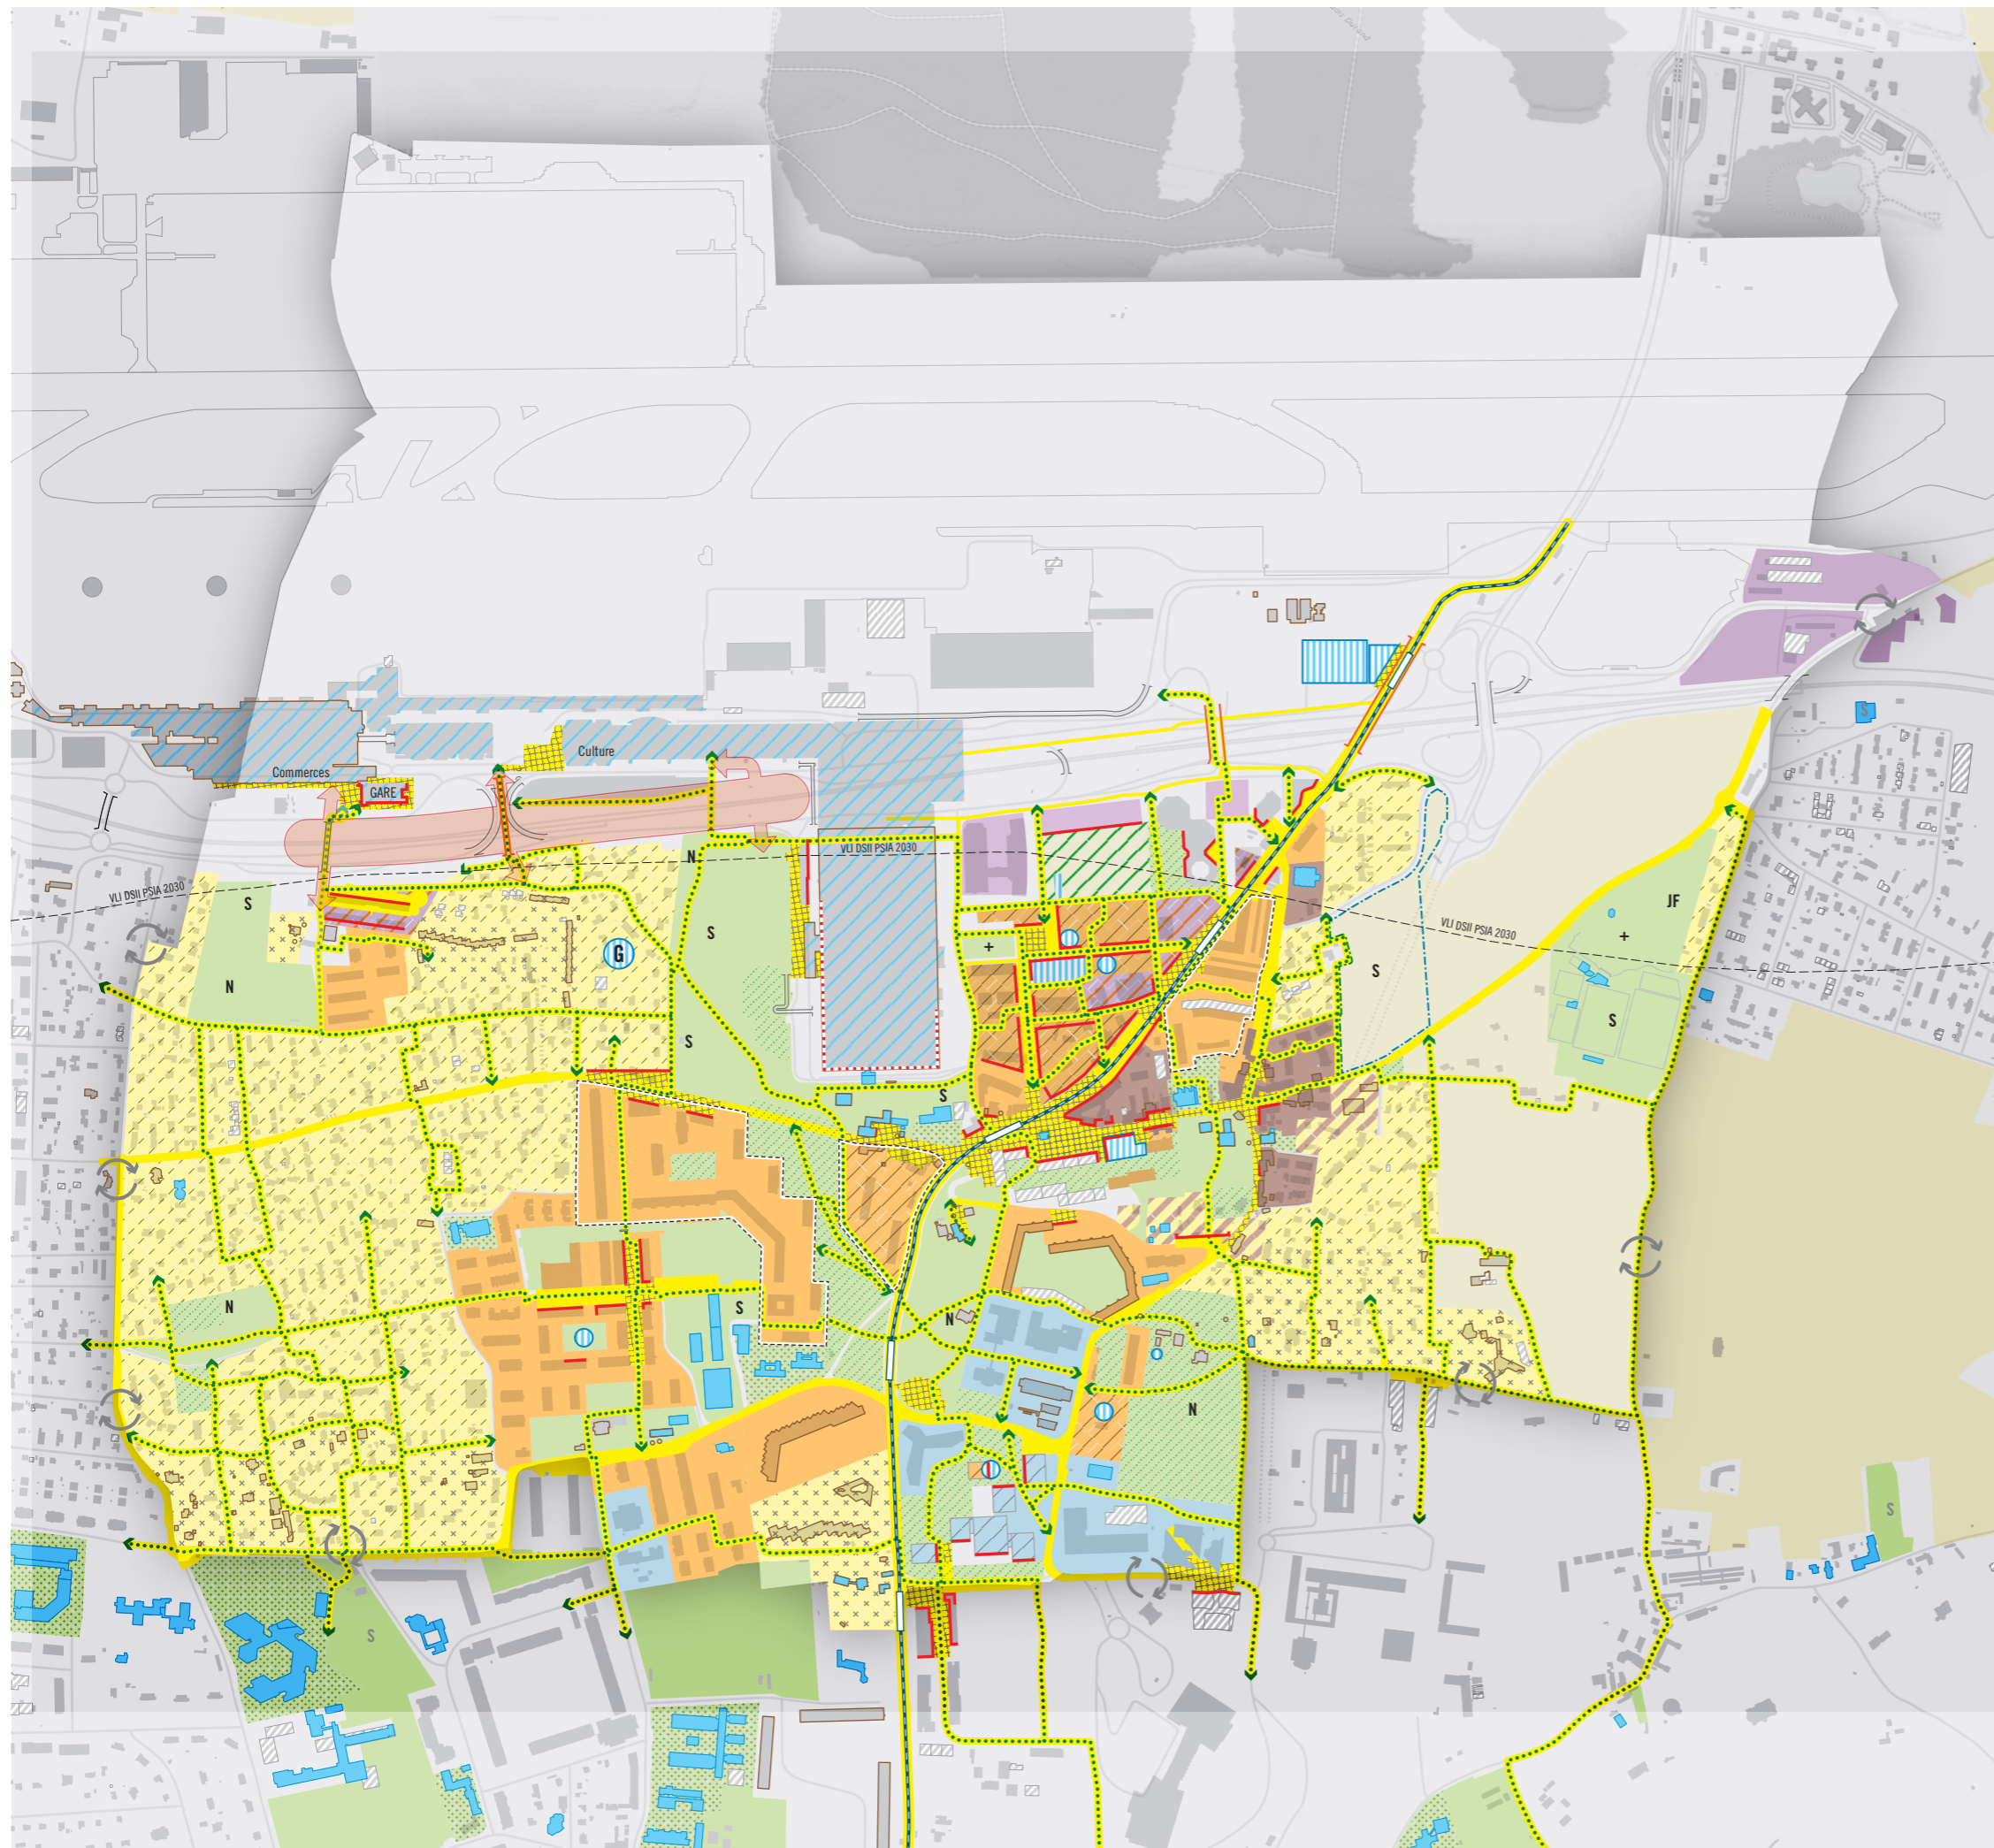 Culture
Commerces
GARE
N
VLI DSII PSIA 2030
VLI DSII PSIA 2030
S
S
S
JF
VLI DSII PSIA 2030
+
+
G
S
N
S
S
S
N
S
N
N
S
S